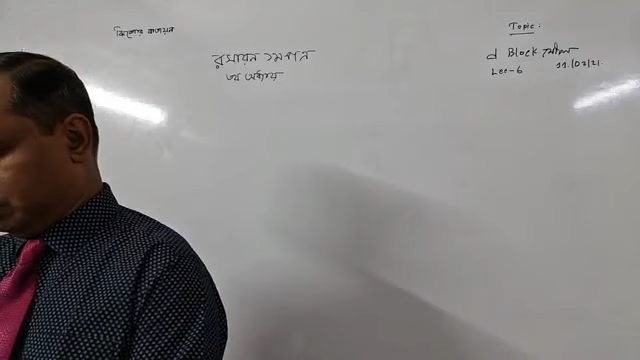 কিশোর বাতায়ন
রসায়ন ১ম পত্র
৩য় অধ্যায়
Topic:
d Block মৌল
Lec-6 11/02/21.